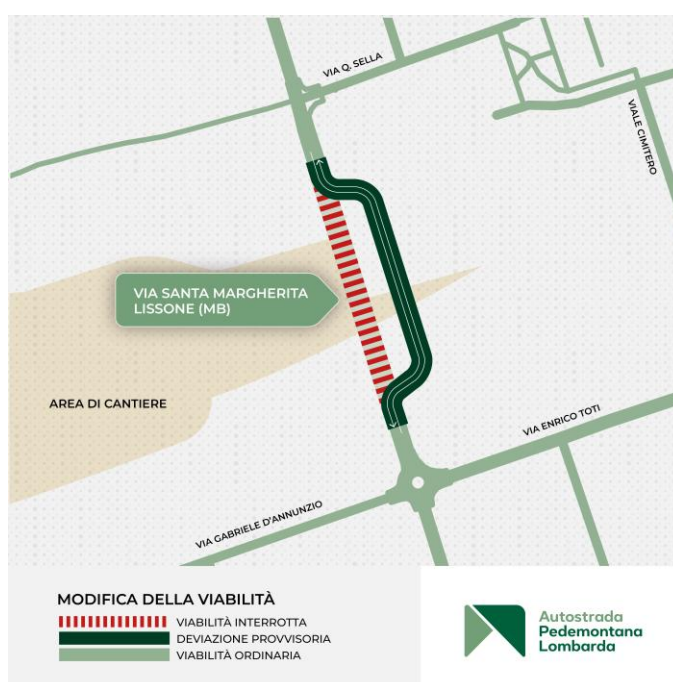 VIA Q. SELLA
VIALE CIMITERO
VIA SANTA MARGHERITA
LISSONE (MB)
AREA DI CANTIERE
VIA ENRICO TOTI
VIA GABRIELE D'ANNUNZIO
MODIFICA DELLA VIABILITÀ
VIABILITÀ INTERROTTA
DEVIAZIONE PROVVISORIA
VIABILITÀ ORDINARIA
Autostrada
Pedemontana
Lombarda